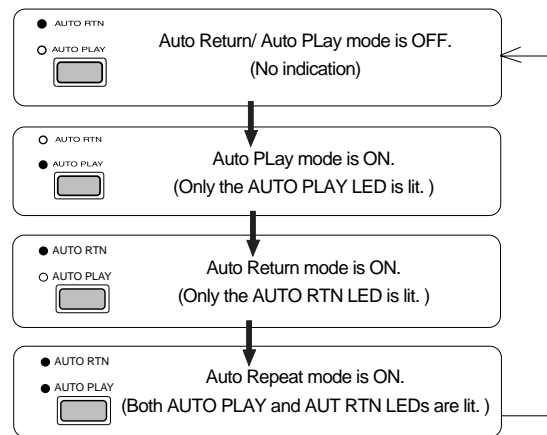 AUTO RTN
AUTO PLAY
Auto Return/ Auto PLay mode is OFF.
(No indication)
AUTO RTN
AUTO PLAY
Auto PLay mode is ON.
(Only the AUTO PLAY LED is lit. )
AUTO RTN
AUTO PLAY
Auto Return mode is ON.
(Only the AUTO RTN LED is lit. )
AUTO RTN
AUTO PLAY
Auto Repeat mode is ON.
(Both AUTO PLAY and AUT RTN LEDs are lit. )